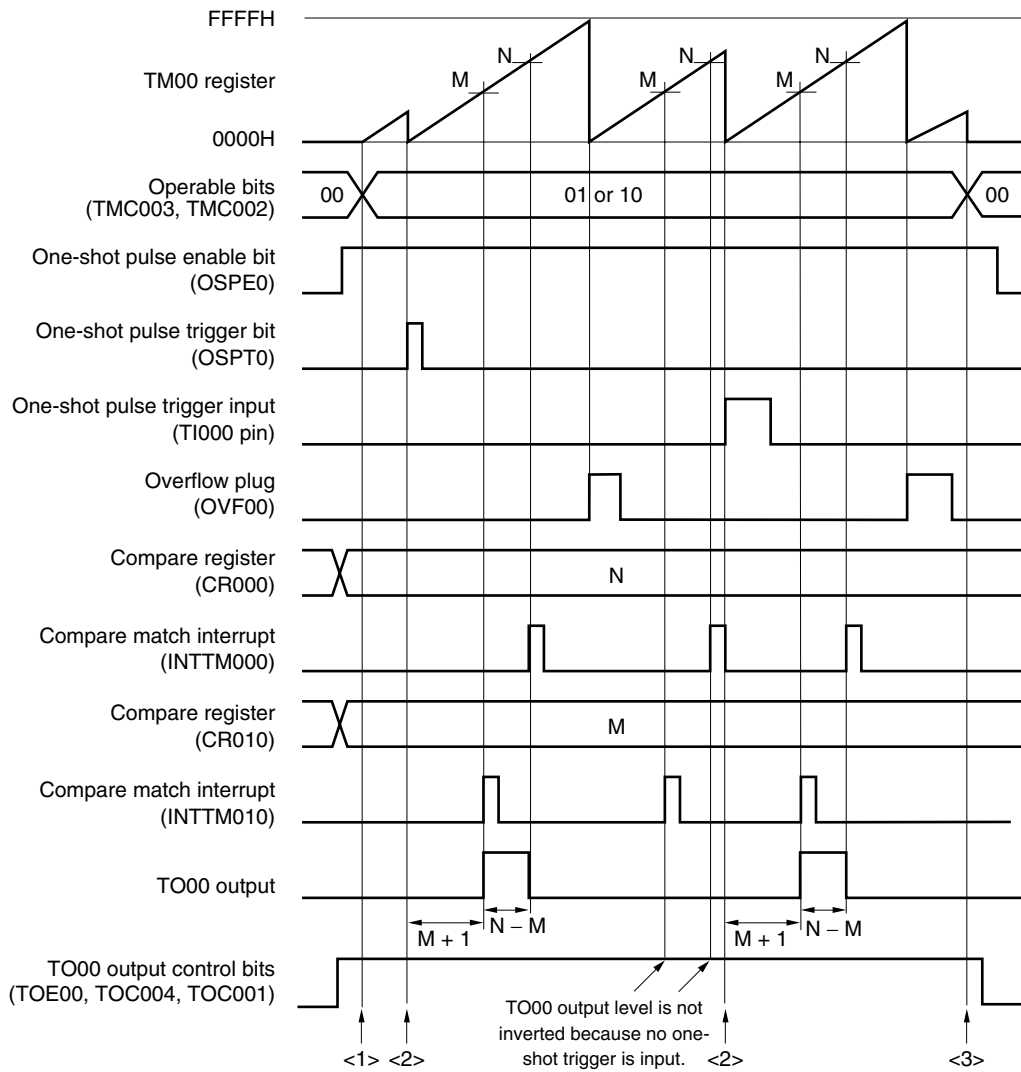 FFFFH
TM00 register
0000H
M
N
M
N
M
N
Operable bits
(TMC003, TMC002)
00
01 or 10
00
One-shot pulse enable bit
(OSPE0)
One-shot pulse trigger bit
(OSPT0)
One-shot pulse trigger input
(TI000 pin)
Overflow plug
(OVF00)
Compare register
(CR000)
N
Compare match interrupt
(INTTM000)
Compare register
(CR010)
M
Compare match interrupt
(INTTM010)
TO00 output
M + 1
N − M
M + 1
N − M
TO00 output control bits
(TOE00, TOC004, TOC001)
TO00 output level is not
inverted because no one-
shot trigger is input.
<1>
<2>
<2>
<3>